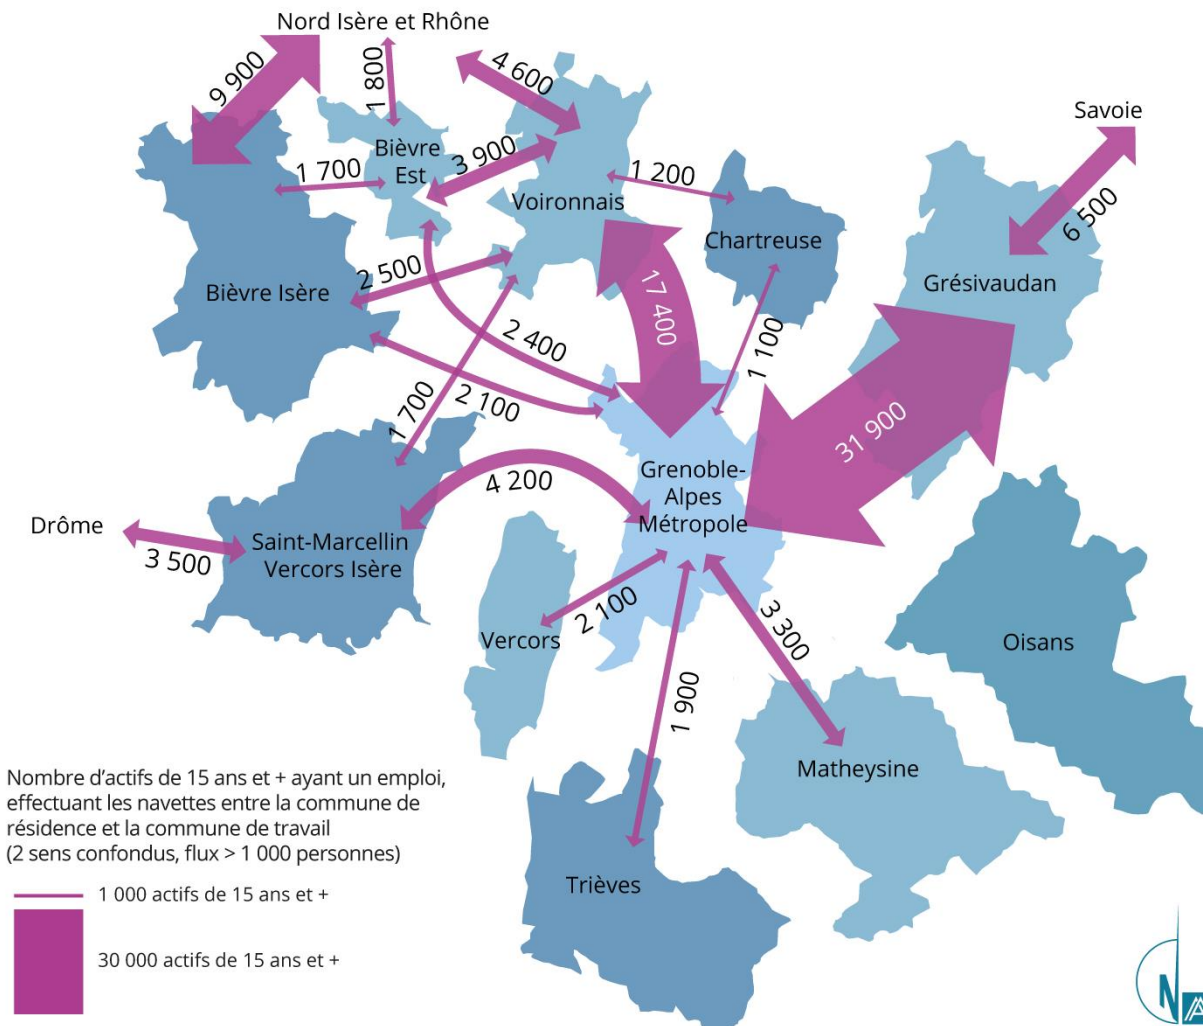 Nord Isère et Rhône
9 900
1 800
4 600
Savoie
6 500
Bièvre
Est
1 700
3 900
Voironnais
1 200
Chartreuse
Grésivaudan
Bièvre Isère
2 500
17 400
1 100
2 400
2 100
1 700
31 900
Grenoble-
Alpes
Métropole
4 200
Drôme
3 500
Saint-Marcellin
Vercors Isère
Vercors
2 100
3 300
1 900
Oisans
Matheysine
Trièves
Nombre d’actifs de 15 ans et + ayant un emploi,
effectuant les navettes entre la commune de
résidence et la commune de travail
(2 sens confondus, flux > 1 000 personnes)
1 000 actifs de 15 ans et +
30 000 actifs de 15 ans et +
N